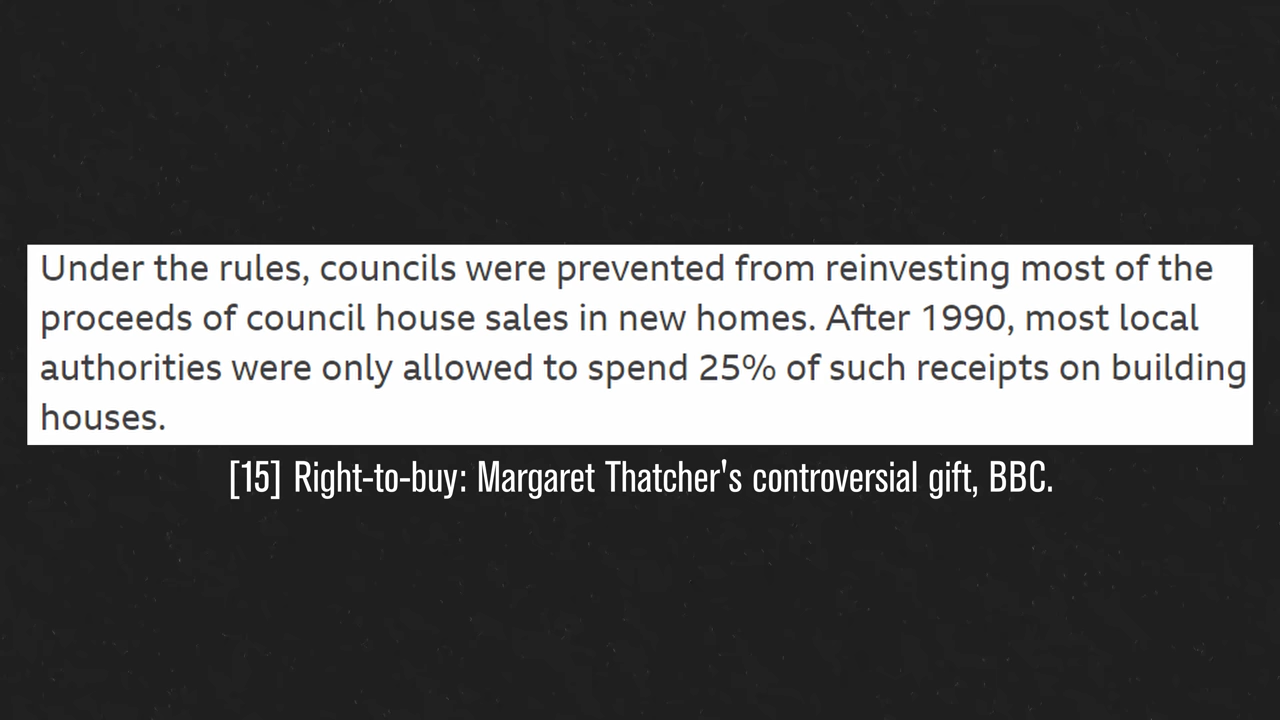 Under the rules, councils were prevented from reinvesting most of the
proceeds of council house sales in new homes. After 1990, most local
authorities were only allowed to spend 25% of such receipts on building
houses.
[15] Right-to-buy: Margaret Thatcher's controversial gift, BBC.